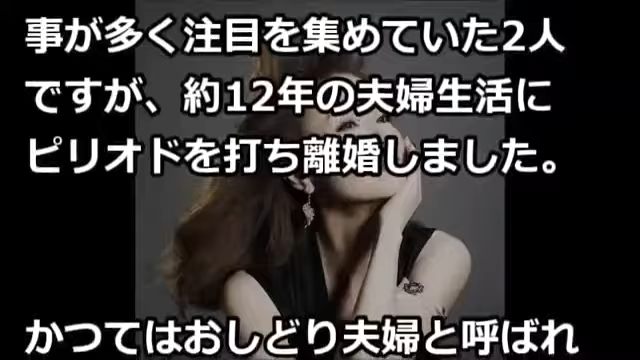 事が多く注目を集めていた2人
ですが、約12年の夫婦生活に
ピリオドを打ち離婚しました。
かつてはおしどり夫婦と呼ばれ